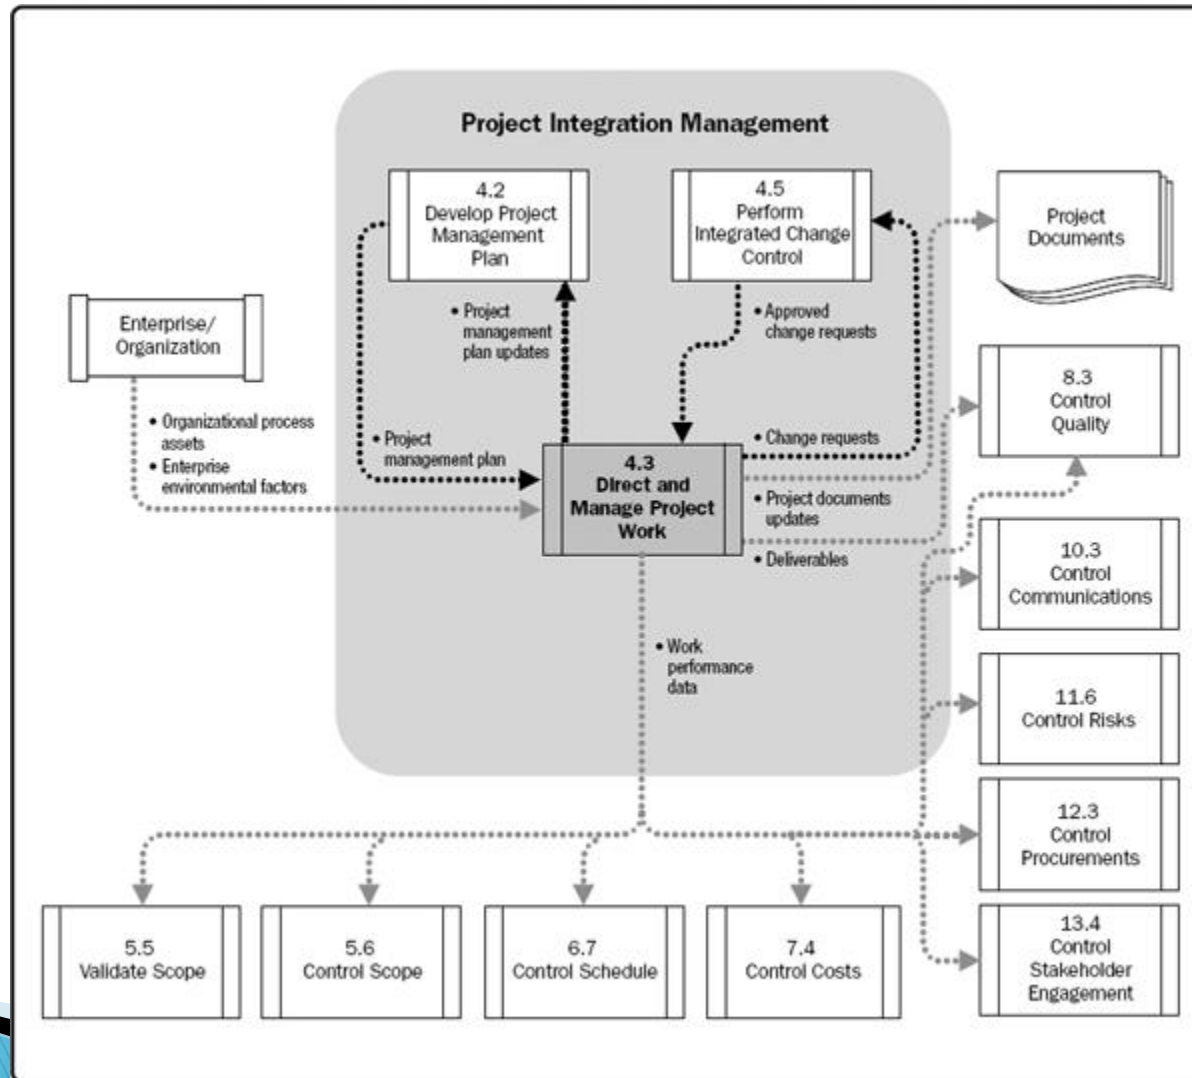 Project Integration Management
4.2
Develop Project
Management
Plan
4.5
Perform
Integrated Change
Control
Project
Documents
Enterprise/
Organization
• Project
management
plan updates
• Approved
change requests
8.3
Control
Quality
• Organizational process
assets
• Enterprise
environmental factors
• Project
management plan
• Change requests
4.3
Direct and
Manage Project
Work
• Project documents
updates
• Deliverables
10.3
Control
Communications
• Work
performance
data
11.6
Control Risks
12.3
Control
Procurements
5.5
Validate Scope
5.6
Control Scope
6.7
Control Schedule
7.4
Control Costs
13.4
Control
Stakeholder
Engagement